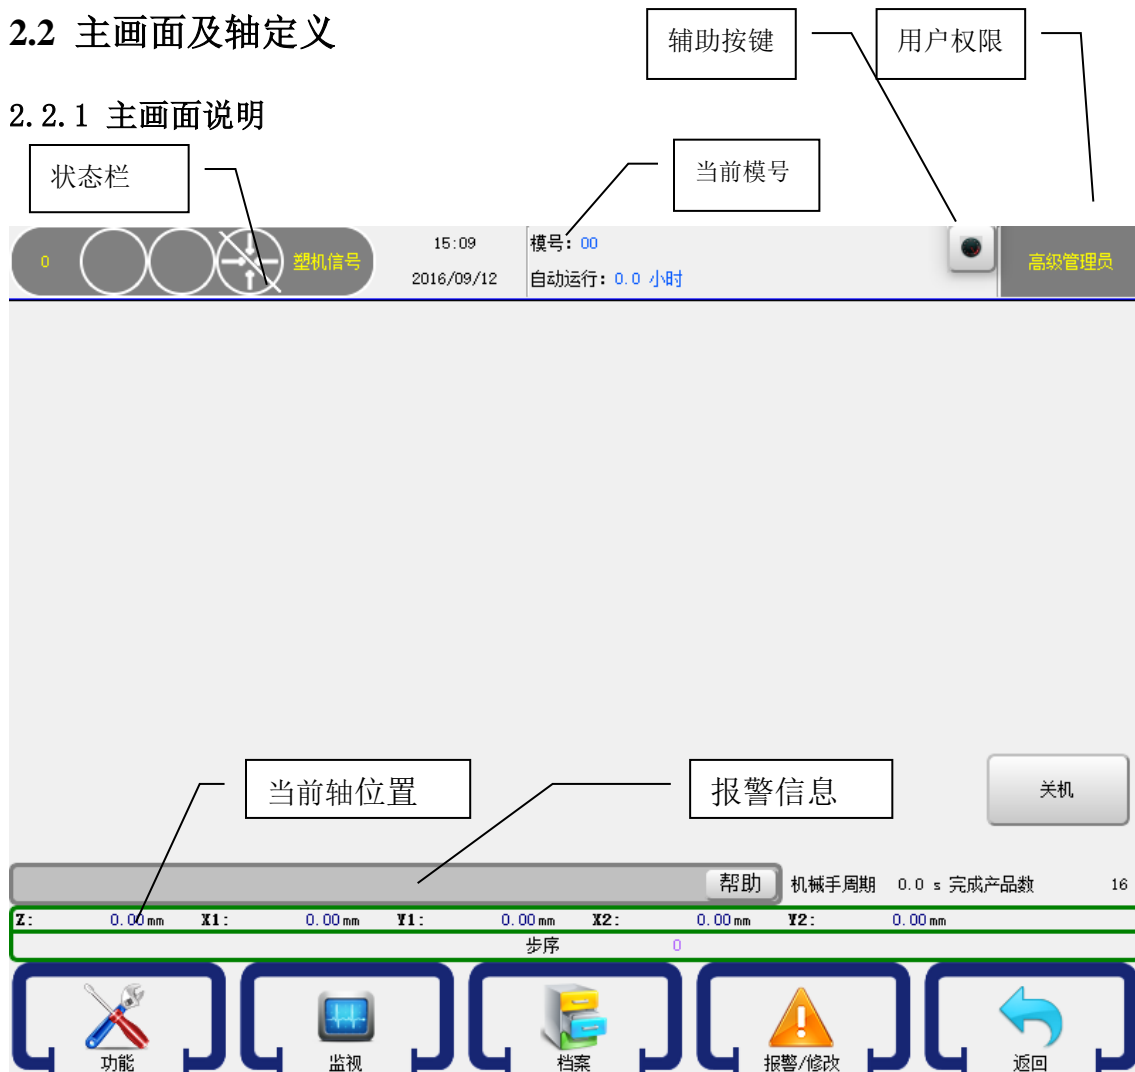 2.2 主画面及轴定义
辅助按键
用户权限
2.2.1 主画面说明
状态栏
当前模号
0
塑机信号
15:09
2016/09/12
模号: 00
自动运行: 0.0 小时
高级管理员
当前轴位置
报警信息
关机
帮助
机械手周期 0.0 s 完成产品数 16
Z: 0.00mm X1: 0.00mm Y1: 0.00mm X2: 0.00mm Y2: 0.00mm
步序 0
功能
监视
档案
报警/修改
返回